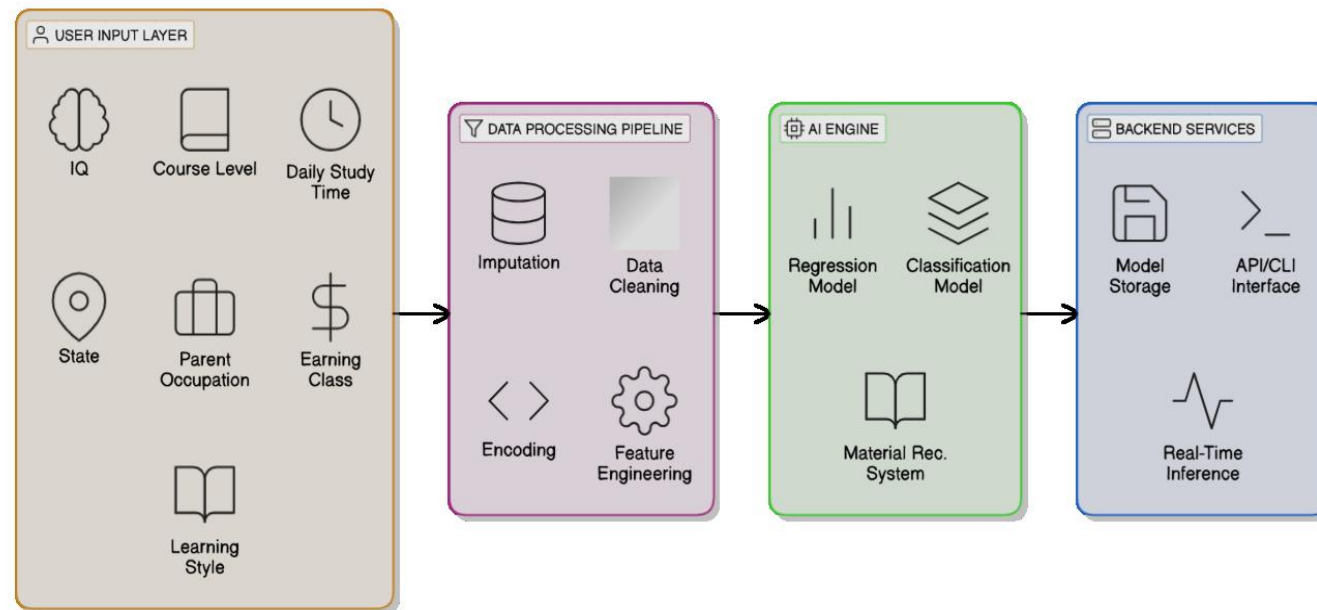 USER INPUT LAYER
IQ
Course Level
Daily Study
Time
State
Parent
Occupation
Earning
Class
Learning
Style
DATA PROCESSING PIPELINE
Imputation
Data
Cleaning
Encoding
Feature
Engineering
AI ENGINE
Regression
Model
Classification
Model
Material Rec.
System
BACKEND SERVICES
Model
Storage
API/CLI
Interface
Real-Time
Inference